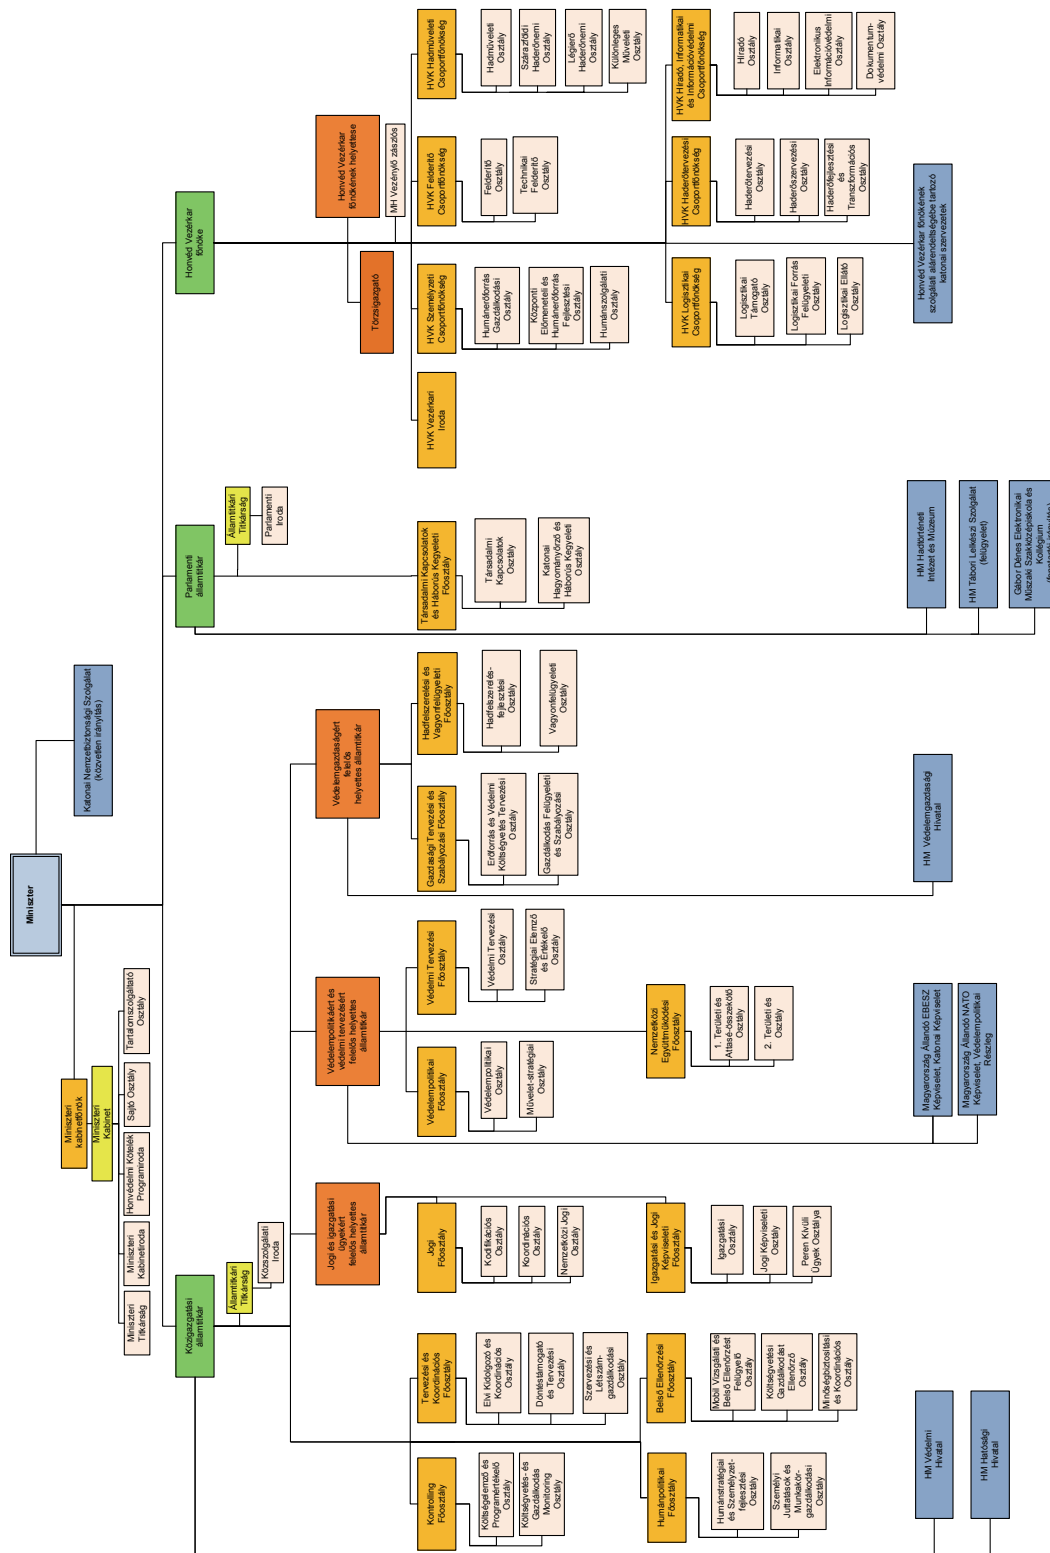 Miniszter
Katonai Nemzetbiztonsági Szolgálat
(közvetlen irányítás)
Miniszteri
kabinetfőnök
Miniszteri
Kabinet
Miniszteri
Titkárság
Miniszteri
Kabinetiroda
Honvédelmi Kötelék
Programiroda
Sajtó Osztály
Tartalomszolgáltató
Osztály
Közigazgatási
államtitkár
Államtitkári
Titkárság
Közszolgálati
Iroda
Parlamenti
államtitkár
Államtitkári
Titkárság
Parlamenti
Iroda
Honvéd Vezérkar
főnöke
Jogi és igazgatási
ügyekért
felelős helyettes
államtitkár
Védelempolitikáért és
védelmi tervezésért
felelős helyettes
államtitkár
Védelemgazdaságért
felelős
helyettes államtitkár
Törzsigazgató
Honvéd Vezérkar
főnökének helyettese
MH Vezénylő zászlós
Kontrolling
Főosztály
Költségelemző és
Programértékelő
Osztály
Költségvetés- és
Gazdálkodás
Monitoring
Osztály
Tervezési és
Koordinációs
Főosztály
Elvi Kidolgozó és
Koordinációs
Osztály
Döntéstámogató
és Tervezési
Osztály
Szervezési és
Létszám-
gazdálkodási
Osztály
Humánpolitikai
Főosztály
Humánstratégiai
és Személyzet-
fejlesztési
Osztály
Személyi
Juttatások és
Munkakör-
gazdálkodási
Osztály
Belső Ellenőrzési
Főosztály
Mobil Vizsgálati és
Belső Ellenőrzést
Felügyelő
Osztály
Költségvetési
Gazdálkodást
Ellenőrző
Osztály
Minőségbiztosítási
és Koordinációs
Osztály
Jogi
Főosztály
Kodifikációs
Osztály
Koordinációs
Osztály
Nemzetközi Jogi
Osztály
Igazgatási és Jogi
Képviseleti
Főosztály
Igazgatási
Osztály
Jogi Képviseleti
Osztály
Peren Kívüli
Ügyek Osztálya
Védelempolitikai
Főosztály
Védelempolitikai
Osztály
Művelet-stratégiai
Osztály
Védelmi Tervezési
Főosztály
Védelmi Tervezési
Osztály
Stratégiai Elemző
és Értékelő
Osztály
Nemzetközi
Együttműködési
Főosztály
1. Területi és
Attasé-összekötő
Osztály
2. Területi és
Osztály
Gazdasági Tervezési és
Szabályozási Főosztály
Erőforrás és Védelmi
Költségvetés Tervezési
Osztály
Gazdálkodás Felügyeleti
és Szabályozási
Osztály
Hadfelszerelési és
Vagyonfelügyeleti
Főosztály
Hadfelszerelés-
fejlesztési
Osztály
Vagyonfelügyeleti
Osztály
Társadalmi Kapcsolatok
és Háborús Kegyeleti
Főosztály
Társadalmi
Kapcsolatok
Osztály
Katonai
Hagyományőrző és
Háborús Kegyeleti
Osztály
HVK Vezérkari
Iroda
HVK Személyzeti
Csoportfőnökség
Humánerőforrás
Gazdálkodási
Osztály
Központi
Előmeneteli és
Humánerőforrás
Fejlesztési
Osztály
Humánszolgálati
Osztály
HVK Felderítő
Csoportfőnökség
Felderítő
Osztály
Technikai
Felderítő
Osztály
HVK Hadműveleti
Csoportfőnökség
Hadműveleti
Osztály
Szárazföldi
Haderőnemi
Osztály
Légierő
Haderőnemi
Osztály
Különleges
Műveleti
Osztály
HVK Logisztikai
Csoportfőnökség
Logisztikai
Támogató
Osztály
Logisztikai Forrás
Felügyeleti
Osztály
Logisztikai Ellátó
Osztály
HVK Haderőtervezési
Csoportfőnökség
Haderőtervezési
Osztály
Haderőszervezési
Osztály
Haderőfejlesztési
és
Transzformációs
Osztály
HVK Híradó, Informatikai
és Információvédelmi
Csoportfőnökség
Híradó
Osztály
Informatikai
Osztály
Elektronikus
Információvédelmi
Osztály
Dokumentum-
védelmi Osztály
HM Védelmi
Hivatal
HM Hatósági
Hivatal
Magyarország Állandó EBESZ
Képviselet, Katonai Képviselet
Magyarország Állandó NATO
Képviselet, Védelempolitikai
Részleg
HM Védelemgazdasági
Hivatal
HM Hadtörténeti
Intézet és Múzeum
HM Tábori Lelkészi Szolgálat
(felügyelet)
Gábor Dénes Elektronikai
Műszaki Szakközépiskola és
Kollégium
Honvéd Vezérkar főnökének
szolgálati alárendeltségébe tartozó
katonai szervezetek